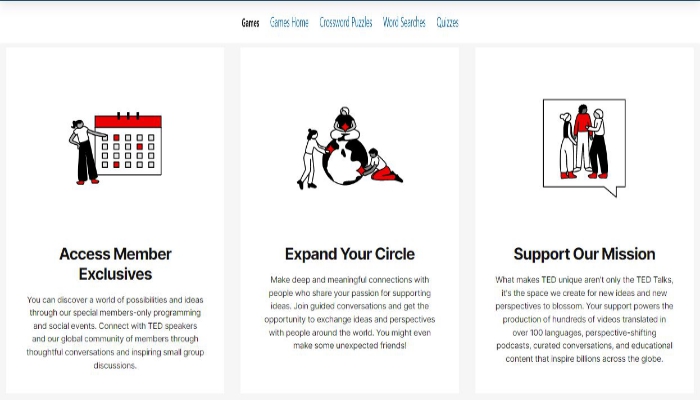 Games Games Home Crossword Puzzles Word Searches Quizzes
Access Member
Exclusives
You can discover a world of possibilities and ideas
through our special members-only programming
and social events. Connect with TED speakers
and our global community of members through
thoughtful conversations and inspiring small group
discussions.
Expand Your Circle
Make deep and meaningful connections with
people who share your passion for supporting
ideas. Join guided conversations and get the
opportunity to exchange ideas and perspectives
with people around the world. You might even
make some unexpected friends!
Support Our Mission
What makes TED unique aren't only the TED Talks,
it's the space we create for new ideas and new
perspectives to blossom. Your support powers the
production of hundreds of videos translated in
over 100 languages, perspective-shifting
podcasts, curated conversations, and educational
content that inspire billions across the globe.